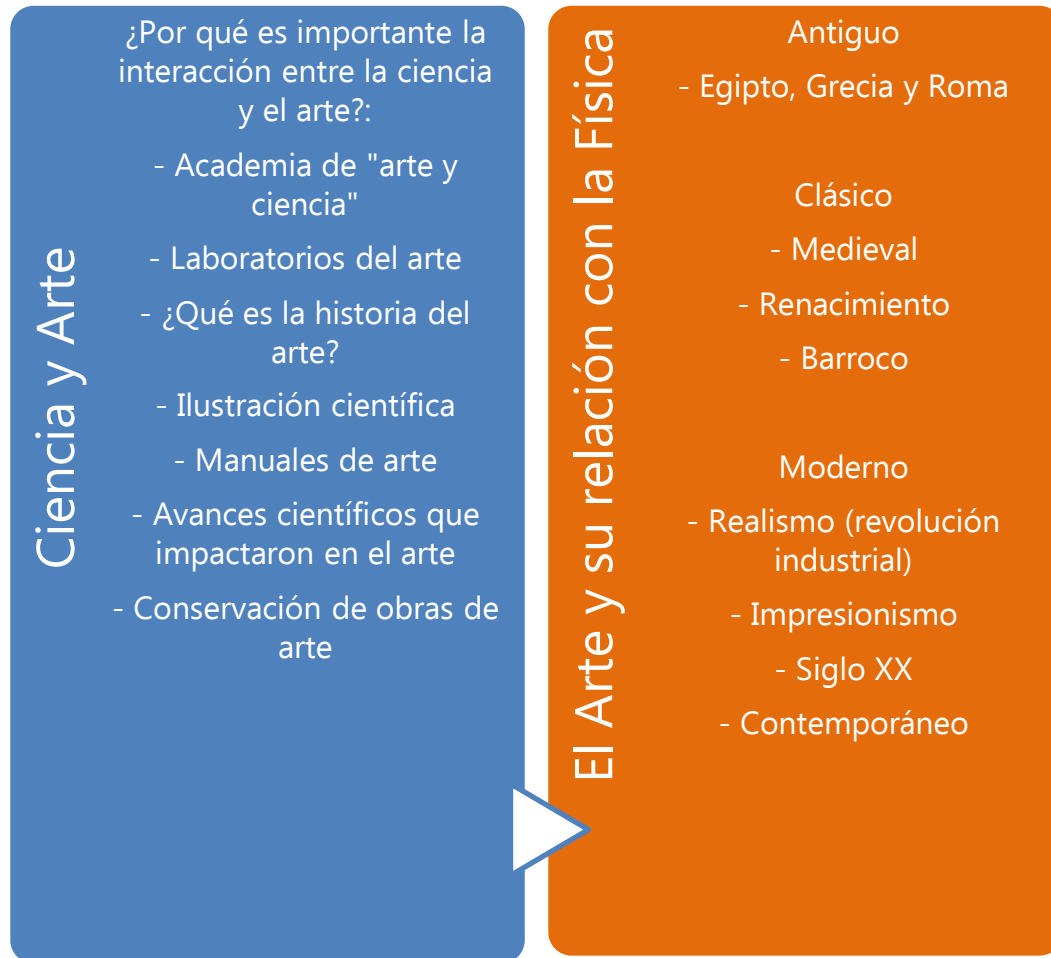 Ciencia y Arte
¿Por qué es importante la
interacción entre la ciencia
y el arte?:
- Academia de "arte y
ciencia"
- Laboratorios del arte
- ¿Qué es la historia del
arte?
- Ilustración científica
- Manuales de arte
- Avances científicos que
impactaron en el arte
- Conservación de obras de
arte
El Arte y su relación con la Física
Antiguo
- Egipto, Grecia y Roma
Clásico
- Medieval
- Renacimiento
- Barroco
Moderno
- Realismo (revolución
industrial)
- Impresionismo
- Siglo XX
- Contemporáneo